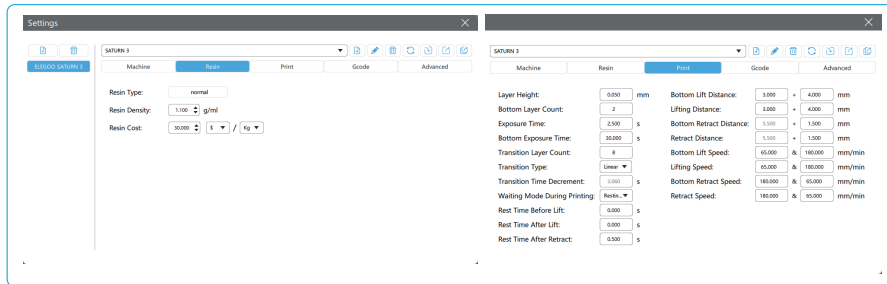 Settings
SATURN 3
ELEGOO SATURN 3
Machine Resin Print Gcode Advanced
Resin Type: normal
Resin Density: 1.100 g/ml
Resin Cost: 30.000 $ / Kg
SATURN 3
Machine Resin Print Gcode Advanced
Layer Height: 0.050 mm Bottom Lift Distance: 3.000 + 4.000 mm
Bottom Layer Count: 2 Lifting Distance: 3.000 + 4.000 mm
Exposure Time: 2.500 s Bottom Retract Distance: 5.500 + 1.500 mm
Bottom Exposure Time: 30.000 s Retract Distance: 5.500 + 1.500 mm
Transition Layer Count: 8 Bottom Lift Speed: 65.000 & 180.000 mm/min
Transition Type: Linear Lifting Speed: 65.000 & 180.000 mm/min
Transition Time Decrement: 3.060 s Bottom Retract Speed: 180.000 & 65.000 mm/min
Waiting Mode During Printing: Restin... Retract Speed: 180.000 & 65.000 mm/min
Rest Time Before Lift: 0.000 s
Rest Time After Lift: 0.000 s
Rest Time After Retract: 0.500 s